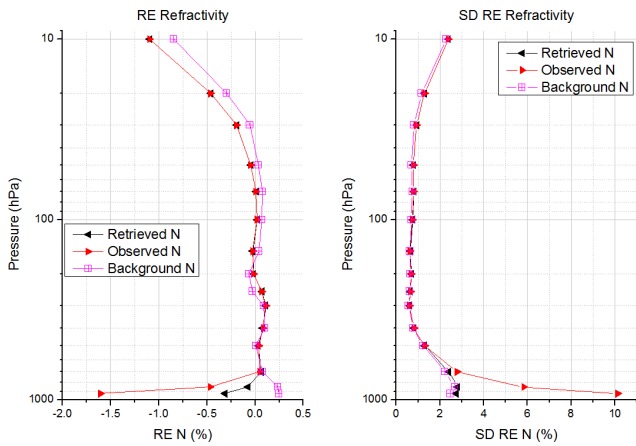 RE Refractivity
SD RE Refractivity
10
100
1000
Pressure (hPa)
Retrieved N
Observed N
Background N
-2.0 -1.5 -1.0 -0.5 0.0 0.5
RE N (%)
10
100
1000
Pressure (hPa)
Retrieved N
Observed N
Background N
0 2 4 6 8 10
SD RE N (%)